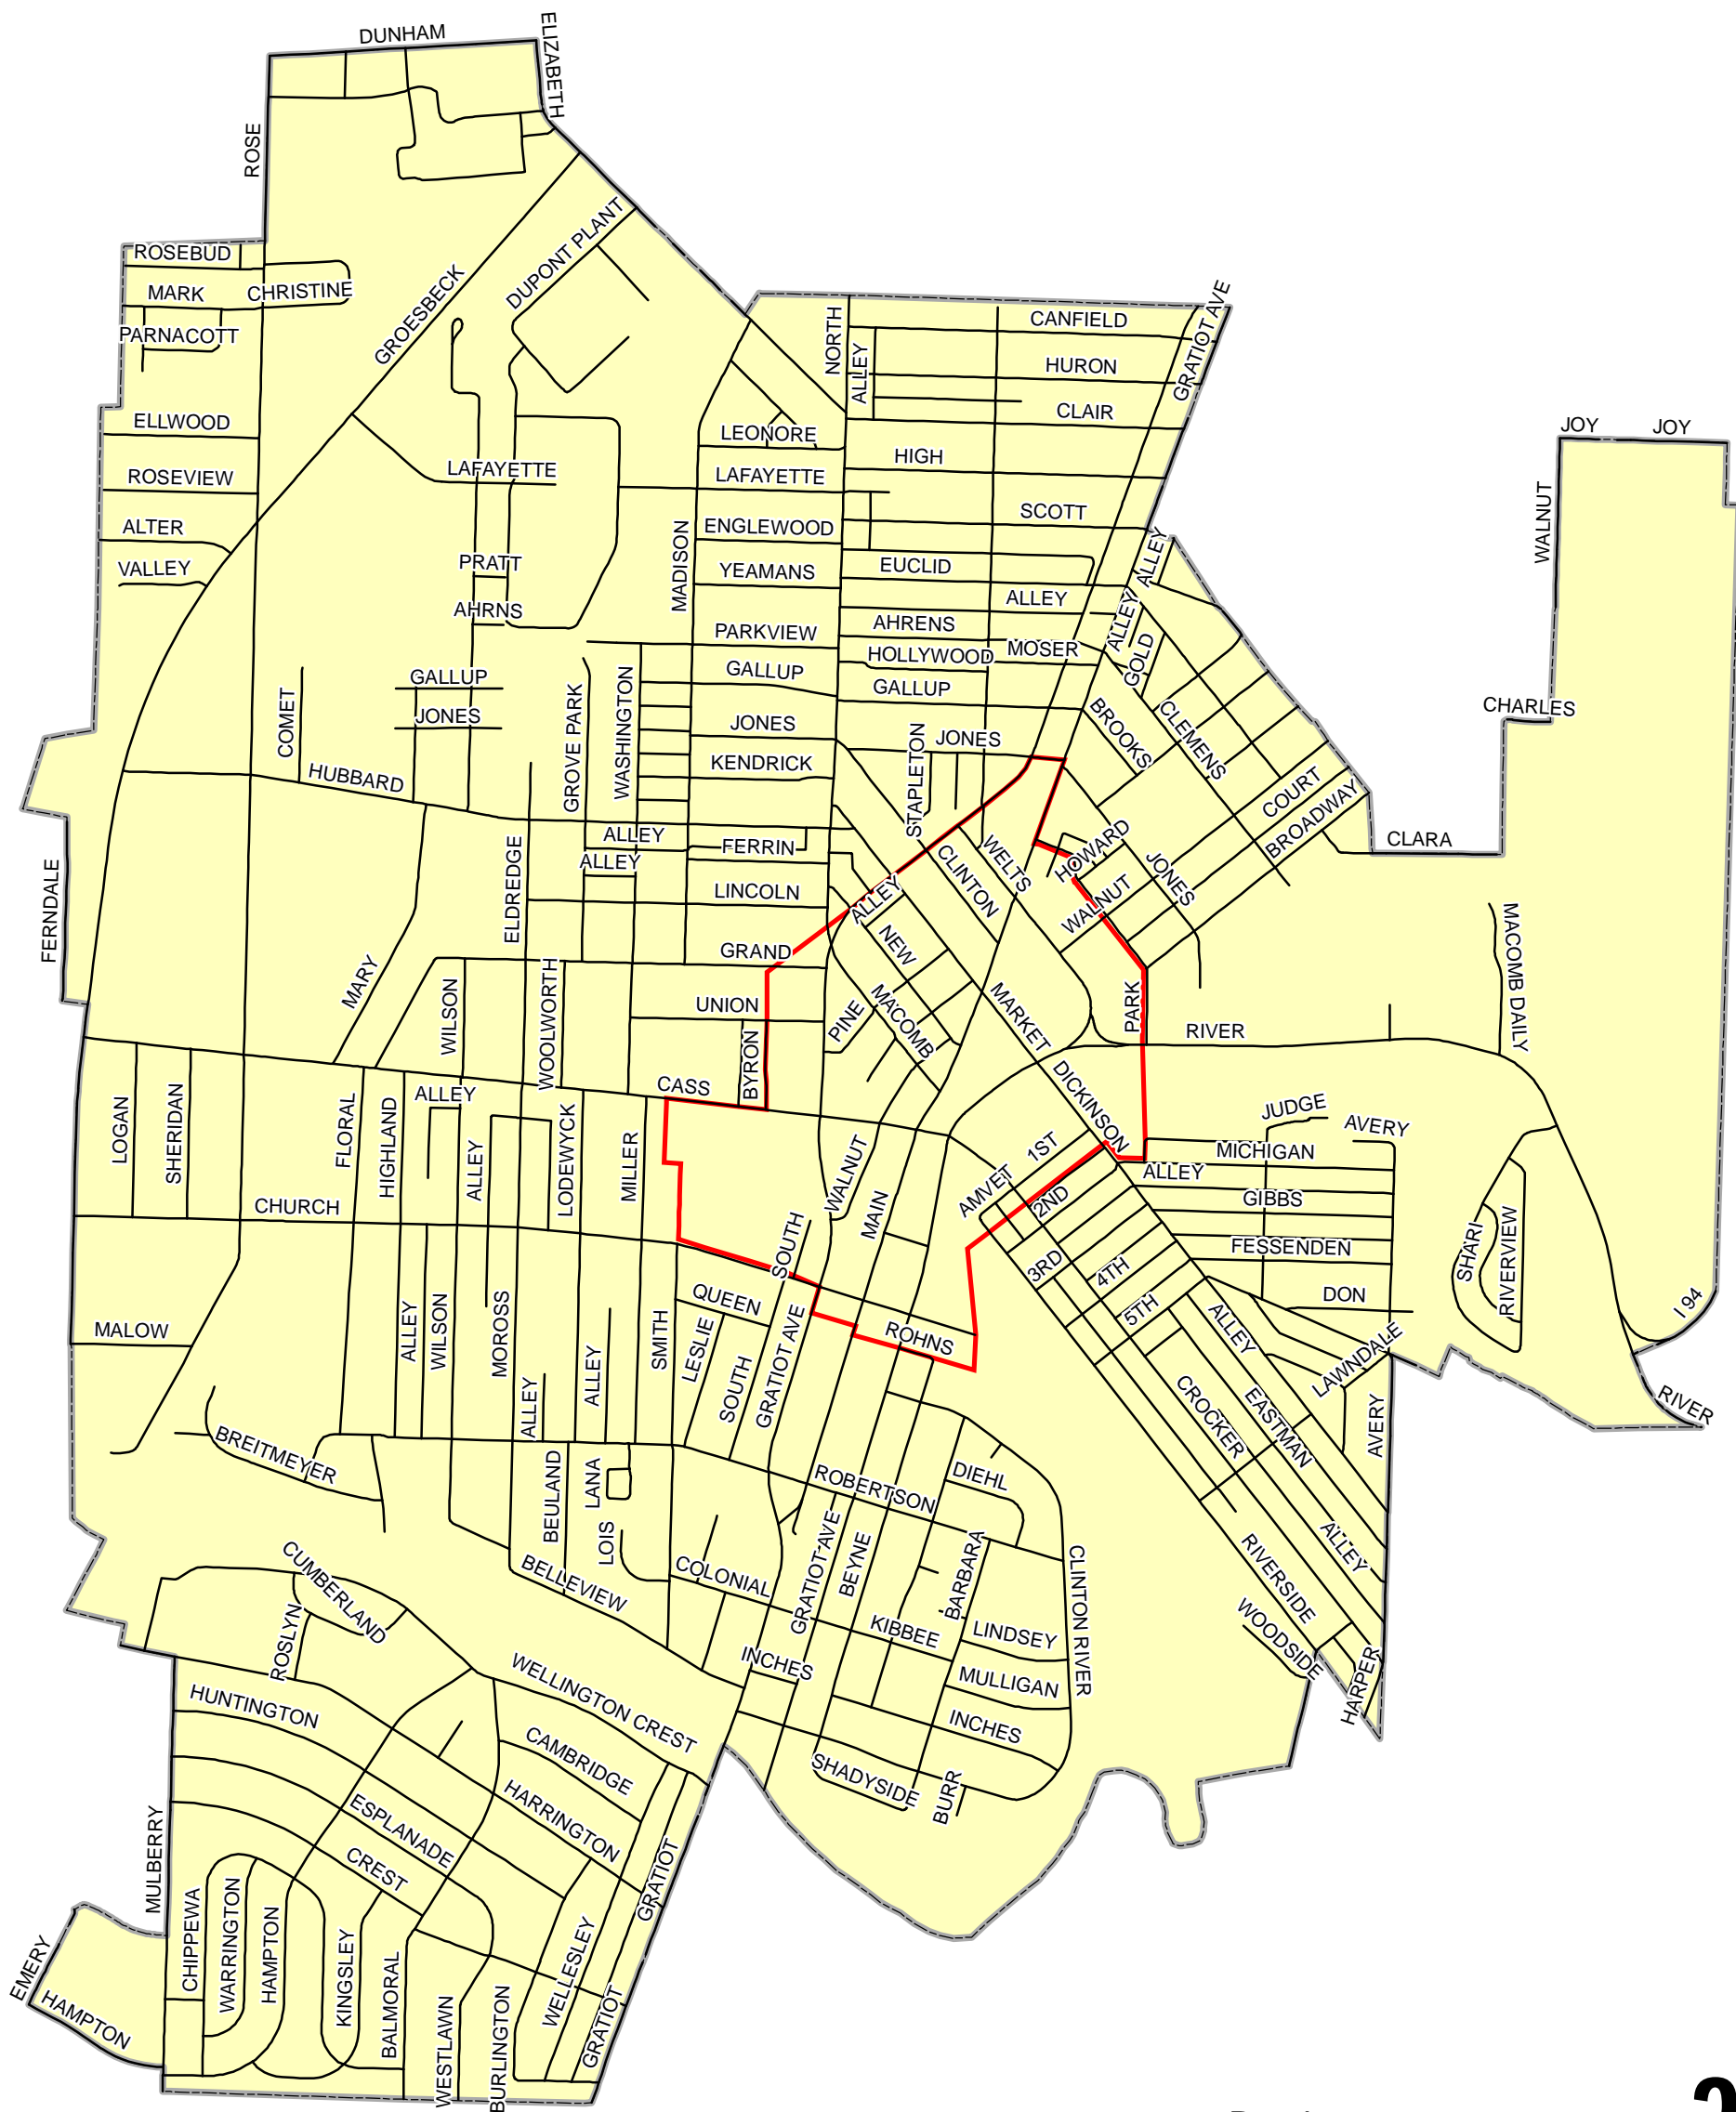 DUNHAM
ELIZABETH
ROSE
ROSEBUD
MARK
CHRISTINE
PARNACOTT
GROESBECK
DUPONT PLANT
NORTH
ALLEY
CANFIELD
GRATIOT AVE
HURON
CLAIR
ELLWOOD
LEONORE
JOY
JOY
ROSEVIEW
LAFAYETTE
LAFAYETTE
HIGH
WALNUT
ALTER
ENGLEWOOD
SCOTT
MADISON
VALLEY
PRATT
YEAMANS
EUCLID
ALLEY
AHRNS
ALLEY
ALLEY
PARKVIEW
AHRENS
MOSER
GOLD
GALLUP
GALLUP
HOLLYWOOD
GALLUP
COMET
JONES
GROVE PARK
WASHINGTON
JONES
STAPLETON
JONES
BROOKS
CLEMENS
CHARLES
HUBBARD
KENDRICK
COURT
BROADWAY
ALLEY
FERRIN
HOWARD
CLARA
ALLEY
LINCOLN
ALLEY
CLINTON
WELTS
JONES
WALNUT
FERNDALE
ELDREDGE
GRAND
NEW
MACOMB DAILY
MARY
WILSON
WOOLWORTH
UNION
PINE
MACOMB
MARKET
PARK
RIVER
BYRON
CASS
DICKINSON
LOGAN
SHERIDAN
FLORAL
HIGHLAND
ALLEY
ALLEY
LODEWYCK
MILLER
WALNUT
1ST
JUDGE
AVERY
MICHIGAN
ALLEY
AMVET
2ND
GIBBS
CHURCH
MAIN
SOUTH
3RD
4TH
FESSENDEN
SHARI
RIVERVIEW
MALOW
ALLEY
WILSON
MOROSS
ALLEY
SMITH
QUEEN
LESLIE
SOUTH
GRATIOT AVE
ROHNS
5TH
ALLEY
DON
I 94
LAWNDALE
RIVER
ALLEY
CROCKER
EASTMAN
AVERY
BREITMEYER
BEULAND
LANA
ROBERTSON
DIEHL
LOIS
GRATIOT AVE
BEYNE
BARBARA
CLINTON RIVER
ALLEY
RIVERSIDE
CUMBERLAND
BELLEVIEW
COLONIAL
KIBBEE
LINDSEY
WOODSIDE
ROSLYN
WELLINGTON CREST
INCHES
MULLIGAN
HARPER
HUNTINGTON
INCHES
CAMBRIDGE
SHADYSIDE
BURR
MULBERRY
ESPLANADE
HARRINGTON
CREST
GRATIOT
CHIPPEWA
WARRINGTON
HAMPTON
KINGSLEY
BALMORAL
WELLESLEY
EMERY
HAMPTON
WESTLAWN
BURLINGTON
GRATIOT